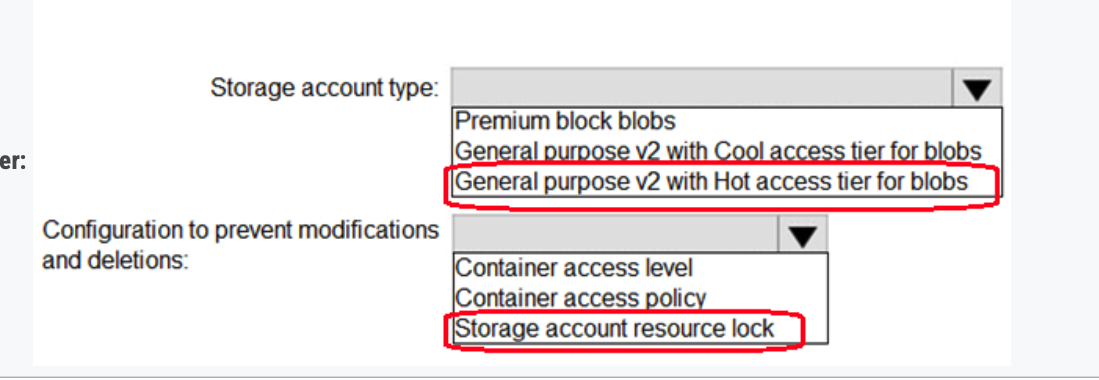 Storage account type:
Premium block blobs
General purpose v2 with Cool access tier for blobs
er:
General purpose v2 with Hot access tier for blobs
Configuration to prevent modifications
and deletions:
Container access level
Container access policy
Storage account resource lock